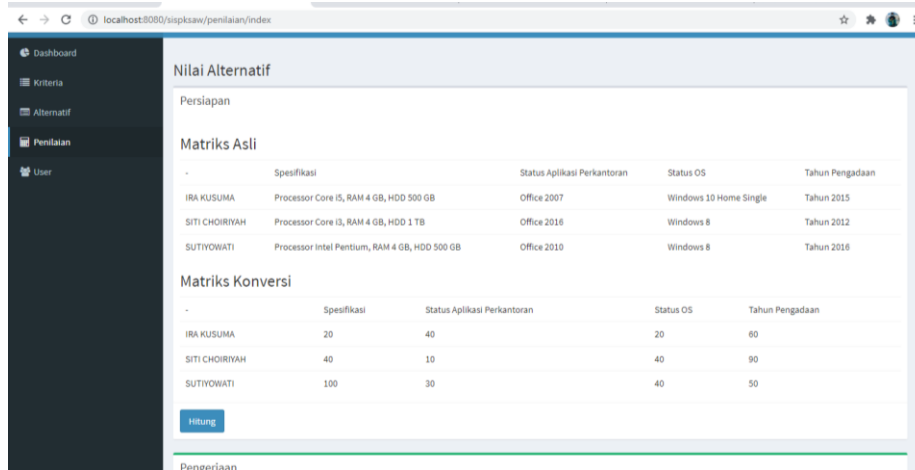 localhost:8080/sispksaw/penilaian/index
Dashboard
Kriteria
Alternatif
Penilaian
User
Nilai Alternatif
Persiapan
Matriks Asli
- Spesifikasi Status Aplikasi Perkantoran Status OS Tahun Pengadaan
IRA KUSUMA Processor Core i5, RAM 4 GB, HDD 500 GB Office 2007 Windows 10 Home Single Tahun 2015
SITI CHOIRIYAH Processor Core i3, RAM 4 GB, HDD 1 TB Office 2016 Windows 8 Tahun 2012
SUTIYOWATI Processor Intel Pentium, RAM 4 GB, HDD 500 GB Office 2010 Windows 8 Tahun 2016
Matriks Konversi
- Spesifikasi Status Aplikasi Perkantoran Status OS Tahun Pengadaan
IRA KUSUMA 20 40 20 60
SITI CHOIRIYAH 40 10 40 90
SUTIYOWATI 100 30 40 50
Hitung
Pengerjaan